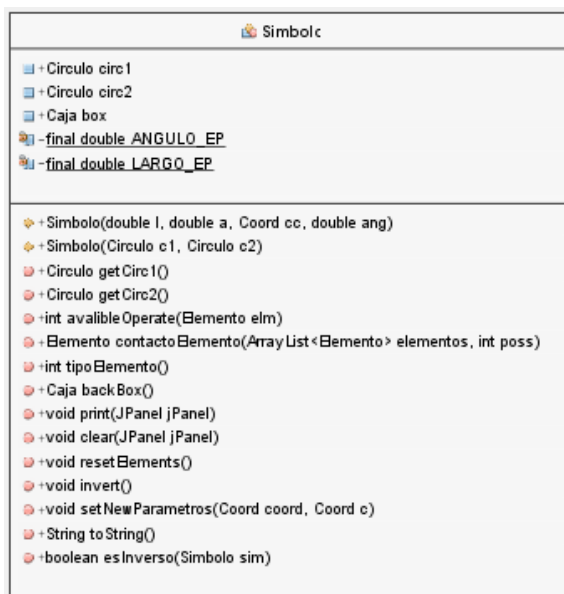 Simbolo
+Circulo circ1
+Circulo circ2
+Caja box
-final double ANGULO_EP
-final double LARGO_EP
+Simbolo(double l, double a, Coord cc, double ang)
+Simbolo(Circulo c1, Circulo c2)
+Circulo getCirc1()
+Circulo getCirc2()
+int avalibleOperate(Elemento elm)
+Elemento contactoElemento(ArrayList<Elemento> elementos, int poss)
+int tipoElemento()
+Caja backBox()
+void print(JPanel jPanel)
+void clear(JPanel jPanel)
+void resetElements()
+void invert()
+void setNewParametros(Coord coord, Coord c)
+String toString()
+boolean esInverso(Simbolo sim)